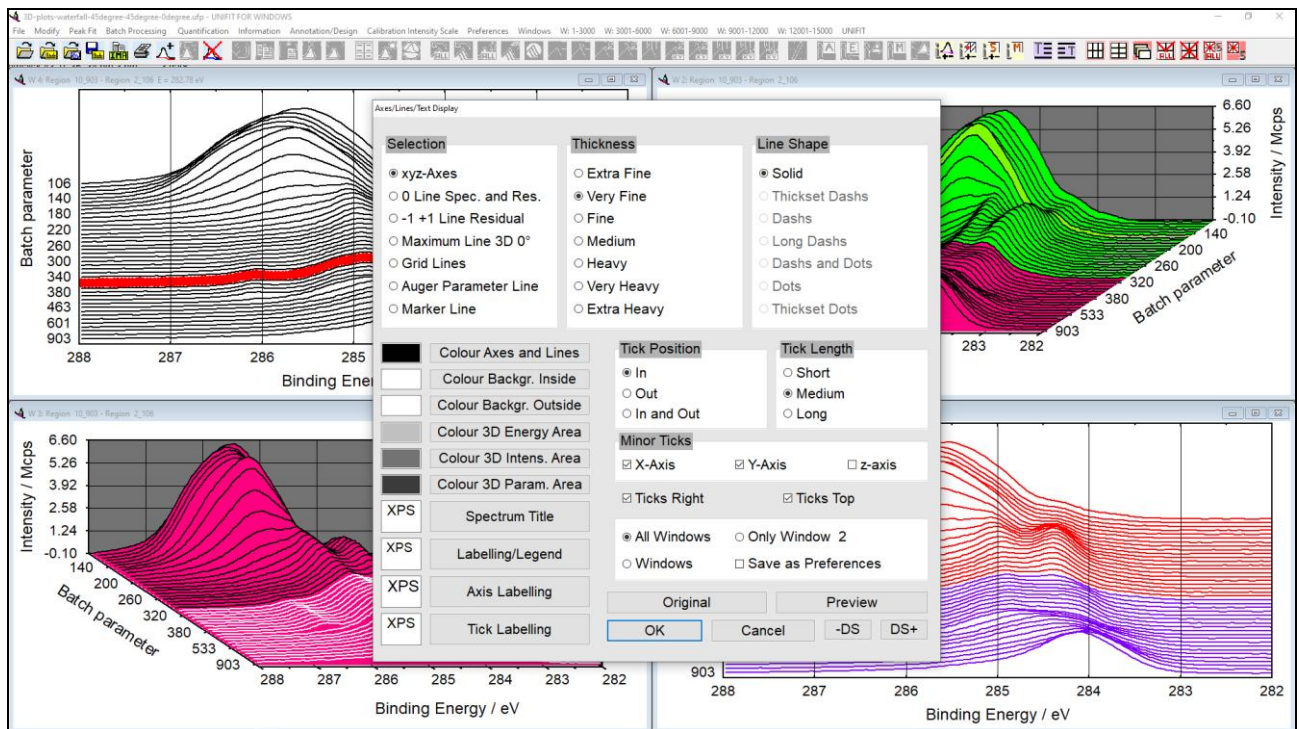 3D-plots-waterfall-45degree-45degree-0degree.ufp - UNIFIT FOR WINDOWS
File Modify Peak Fit Batch Processing Quantification Information Annotation/Design Calibration Intensity Scale Preferences Windows W: 1-3000 W: 3001-6000 W: 6001-9000 W: 9001-12000 W: 12001-15000 UNIFIT
W 4: Region 10_903 - Region 2_106 E = 282.78 eV
Batch parameter
106
140
180
220
260
300
340
380
463
601
903
288 287 286 285
Binding Ener
W 2: Region 10_903 - Region 2_106
6.60
5.26
3.92
2.58
1.24
-0.10
Intensity / Mcps
140
200
260
320
380
533
903
Batch parameter
283 282
W 3: Region 10_903 - Region 2_106
Intensity / Mcps
6.60
5.26
3.92
2.58
1.24
-0.10
140
200
260
320
380
533
903
Batch parameter
288 287 286 285 284 283 282
Binding Energy / eV
903
288 287 286 285 284 283 282
Binding Energy / eV
Axes/Lines/Text Display
Selection
xyz-Axes
0 Line Spec. and Res.
-1 +1 Line Residual
Maximum Line 3D 0°
Grid Lines
Auger Parameter Line
Marker Line
Thickness
Extra Fine
Very Fine
Fine
Medium
Heavy
Very Heavy
Extra Heavy
Line Shape
Solid
Thickset Dashs
Dashs
Long Dashs
Dashs and Dots
Dots
Thickset Dots
Colour Axes and Lines
Colour Backgr. Inside
Colour Backgr. Outside
Colour 3D Energy Area
Colour 3D Intens. Area
Colour 3D Param. Area
XPS Spectrum Title
XPS Labelling/Legend
XPS Axis Labelling
XPS Tick Labelling
Tick Position
In
Out
In and Out
Tick Length
Short
Medium
Long
Minor Ticks
X-Axis Y-Axis z-axis
Ticks Right Ticks Top
All Windows Only Window 2
Windows Save as Preferences
Original Preview
OK Cancel -DS DS+